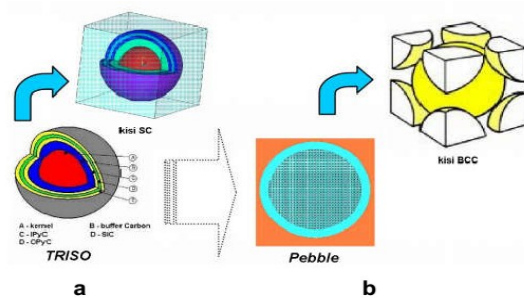 kisi SC
kisi BCC
A
B
C
D
E
A - kernel B - buffer Carbon
C - IPyC D - SiC
D - OPyC
TRISO
Pebble
a b